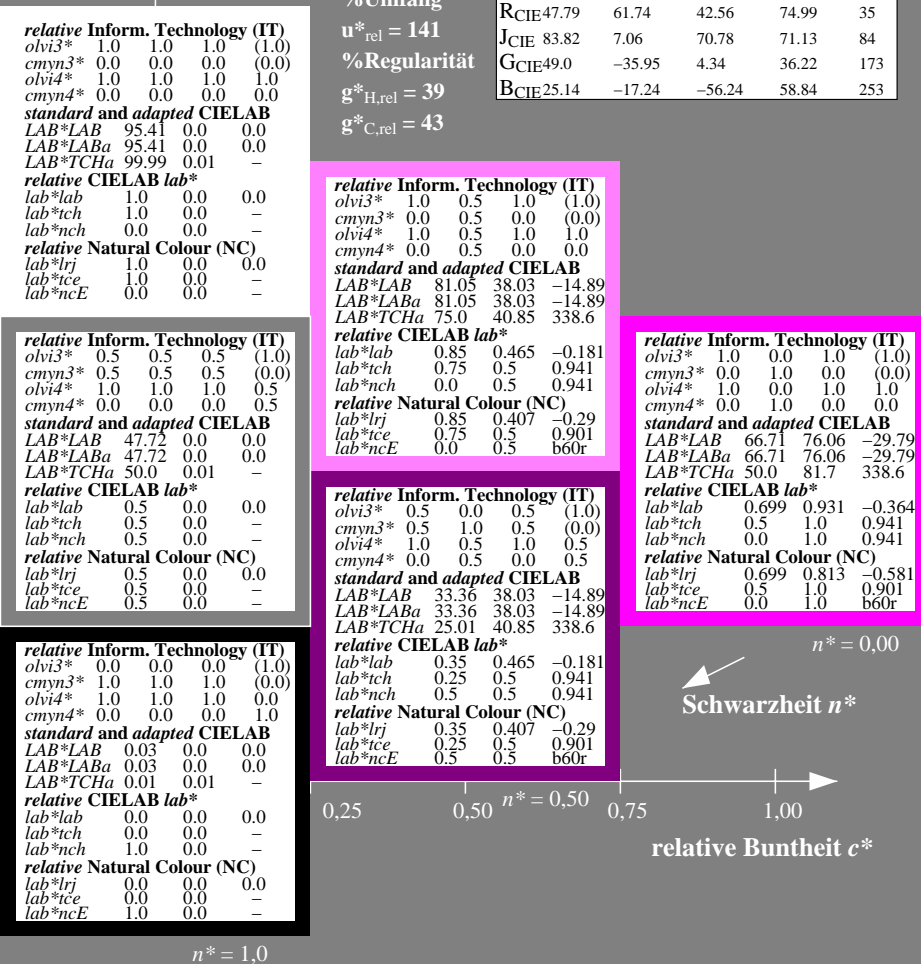 %Umfang
u*rel = 141
%Regularität
g*H,rel = 39
g*C,rel = 43
RCIE 47.79 61.74 42.56 74.99 35
JCIE 83.82 7.06 70.78 71.13 84
GCIE 49.0 −35.95 4.34 36.22 173
BCIE 25.14 −17.24 −56.24 58.84 253
relative Inform. Technology (IT)
olvi3* 1.0 1.0 1.0 (1.0)
cmyn3* 0.0 0.0 0.0 (0.0)
olvi4* 1.0 1.0 1.0 1.0
cmyn4* 0.0 0.0 0.0 0.0
standard and adapted CIELAB
LAB*LAB 95.41 0.0 0.0
LAB*LABa 95.41 0.0 0.0
LAB*TCHa 99.99 0.01 –
relative CIELAB lab*
lab*lab 1.0 0.0 0.0
lab*tch 1.0 0.0 –
lab*nch 0.0 0.0 –
relative Natural Colour (NC)
lab*lrj 1.0 0.0 0.0
lab*tce 1.0 0.0 –
lab*ncE 0.0 0.0 –
relative Inform. Technology (IT)
olvi3* 1.0 0.5 1.0 (1.0)
cmyn3* 0.0 0.5 0.0 (0.0)
olvi4* 1.0 0.5 1.0 1.0
cmyn4* 0.0 0.5 0.0 0.0
standard and adapted CIELAB
LAB*LAB 81.05 38.03 −14.89
LAB*LABa 81.05 38.03 −14.89
LAB*TCHa 75.0 40.85 338.6
relative CIELAB lab*
lab*lab 0.85 0.465 −0.181
lab*tch 0.75 0.5 0.941
lab*nch 0.0 0.5 0.941
relative Natural Colour (NC)
lab*lrj 0.85 0.407 −0.29
lab*tce 0.75 0.5 0.901
lab*ncE 0.0 0.5 b60r
relative Inform. Technology (IT)
olvi3* 0.5 0.5 0.5 (1.0)
cmyn3* 0.5 0.5 0.5 (0.0)
olvi4* 1.0 1.0 1.0 0.5
cmyn4* 0.0 0.0 0.0 0.5
standard and adapted CIELAB
LAB*LAB 47.72 0.0 0.0
LAB*LABa 47.72 0.0 0.0
LAB*TCHa 50.0 0.01 –
relative CIELAB lab*
lab*lab 0.5 0.0 0.0
lab*tch 0.5 0.0 –
lab*nch 0.5 0.0 –
relative Natural Colour (NC)
lab*lrj 0.5 0.0 0.0
lab*tce 0.5 0.0 –
lab*ncE 0.5 0.0 –
relative Inform. Technology (IT)
olvi3* 1.0 0.0 1.0 (1.0)
cmyn3* 0.0 1.0 0.0 (0.0)
olvi4* 1.0 0.0 1.0 1.0
cmyn4* 0.0 1.0 0.0 0.0
standard and adapted CIELAB
LAB*LAB 66.71 76.06 −29.79
LAB*LABa 66.71 76.06 −29.79
LAB*TCHa 50.0 81.7 338.6
relative CIELAB lab*
lab*lab 0.699 0.931 −0.364
lab*tch 0.5 1.0 0.941
lab*nch 0.0 1.0 0.941
relative Natural Colour (NC)
lab*lrj 0.699 0.813 −0.581
lab*tce 0.5 1.0 0.901
lab*ncE 0.0 1.0 b60r
relative Inform. Technology (IT)
olvi3* 0.5 0.0 0.5 (1.0)
cmyn3* 0.5 1.0 0.5 (0.0)
olvi4* 1.0 0.5 1.0 0.5
cmyn4* 0.0 0.5 0.0 0.5
standard and adapted CIELAB
LAB*LAB 33.36 38.03 −14.89
LAB*LABa 33.36 38.03 −14.89
LAB*TCHa 25.01 40.85 338.6
relative CIELAB lab*
lab*lab 0.35 0.465 −0.181
lab*tch 0.25 0.5 0.941
lab*nch 0.5 0.5 0.941
relative Natural Colour (NC)
lab*lrj 0.35 0.407 −0.29
lab*tce 0.25 0.5 0.901
lab*ncE 0.5 0.5 b60r
relative Inform. Technology (IT)
olvi3* 0.0 0.0 0.0 (1.0)
cmyn3* 1.0 1.0 1.0 (0.0)
olvi4* 1.0 1.0 1.0 0.0
cmyn4* 0.0 0.0 0.0 1.0
standard and adapted CIELAB
LAB*LAB 0.03 0.0 0.0
LAB*LABa 0.03 0.0 0.0
LAB*TCHa 0.01 0.01 –
relative CIELAB lab*
lab*lab 0.0 0.0 0.0
lab*tch 0.0 0.0 –
lab*nch 1.0 0.0 –
relative Natural Colour (NC)
lab*lrj 0.0 0.0 0.0
lab*tce 0.0 0.0 –
lab*ncE 1.0 0.0 –
n* = 0,00
Schwarzheit n*
0,25 0,50 n* = 0,50 0,75 1,00
relative Buntheit c*
n* = 1,0